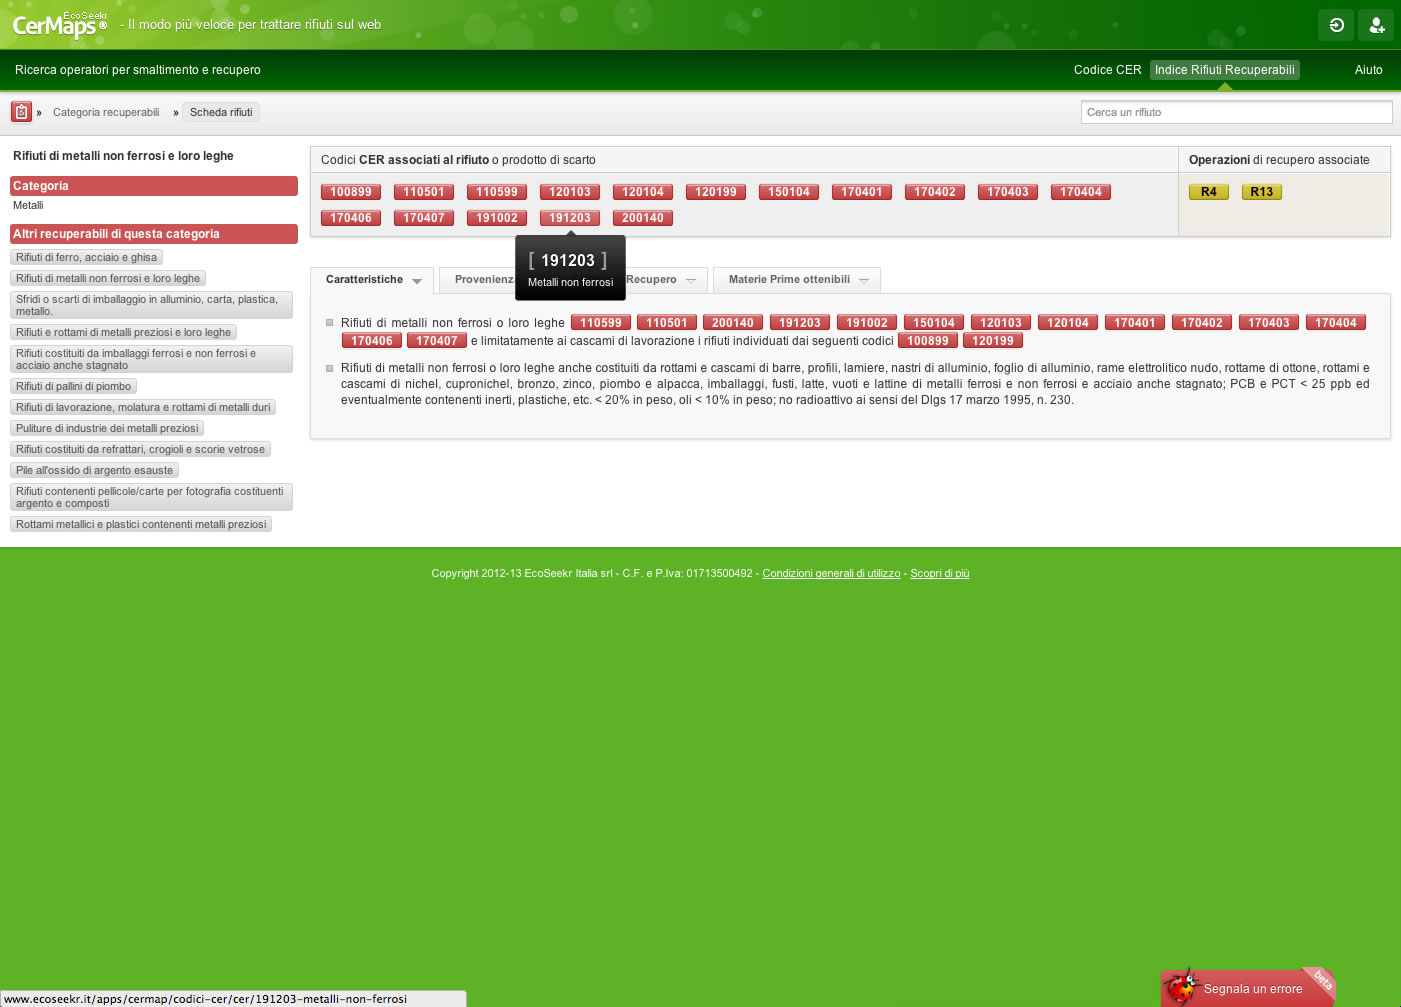 EcoSeekr
CerMaps® - Il modo più veloce per trattare rifiuti sul web
Ricerca operatori per smaltimento e recupero
Codice CER Indice Rifiuti Recuperabili Aiuto
» Categoria recuperabili » Scheda rifiuti
Cerca un rifiuto
Rifiuti di metalli non ferrosi e loro leghe
Categoria
Metalli
Altri recuperabili di questa categoria
Rifiuti di ferro, acciaio e ghisa
Rifiuti di metalli non ferrosi e loro leghe
Sfridi o scarti di imballaggio in alluminio, carta, plastica,
metallo.
Rifiuti e rottami di metalli preziosi e loro leghe
Rifiuti costituiti da imballaggi ferrosi e non ferrosi e
acciaio anche stagnato
Rifiuti di pallini di piombo
Rifiuti di lavorazione, molatura e rottami di metalli duri
Puliture di industrie dei metalli preziosi
Rifiuti costituiti da refrattari, crogioli e scorie vetrose
Pile all'ossido di argento esauste
Rifiuti contenenti pellicole/carte per fotografia costituenti
argento e composti
Rottami metallici e plastici contenenti metalli preziosi
Codici CER associati al rifiuto o prodotto di scarto
100899 110501 110599 120103 120104 120199 150104 170401 170402 170403 170404
170406 170407 191002 191203 200140
Operazioni di recupero associate
R4 R13
[ 191203 ]
Metalli non ferrosi
Caratteristiche Provenienz Recupero Materie Prime ottenibili
Rifiuti di metalli non ferrosi o loro leghe 110599 110501 200140 191203 191002 150104 120103 120104 170401 170402 170403 170404
170406 170407 e limitatamente ai cascami di lavorazione i rifiuti individuati dai seguenti codici 100899 120199
Rifiuti di metalli non ferrosi o loro leghe anche costituiti da rottami e cascami di barre, profili, lamiere, nastri di alluminio, foglio di alluminio, rame elettrolitico nudo, rottame di ottone, rottami e
cascami di nichel, cupronichel, bronzo, zinco, piombo e alpacca, imballaggi, fusti, latte, vuoti e lattine di metalli ferrosi e non ferrosi e acciaio anche stagnato; PCB e PCT < 25 ppb ed
eventualmente contenenti inerti, plastiche, etc. < 20% in peso, oli < 10% in peso; no radioattivo ai sensi del Dlgs 17 marzo 1995, n. 230.
Copyright 2012-13 EcoSeekr Italia srl - C.F. e P.Iva: 01713500492 - Condizioni generali di utilizzo - Scopri di più
Segnala un errore
beta
www.ecoseekr.it/apps/cermap/codici-cer/cer/191203-metalli-non-ferrosi